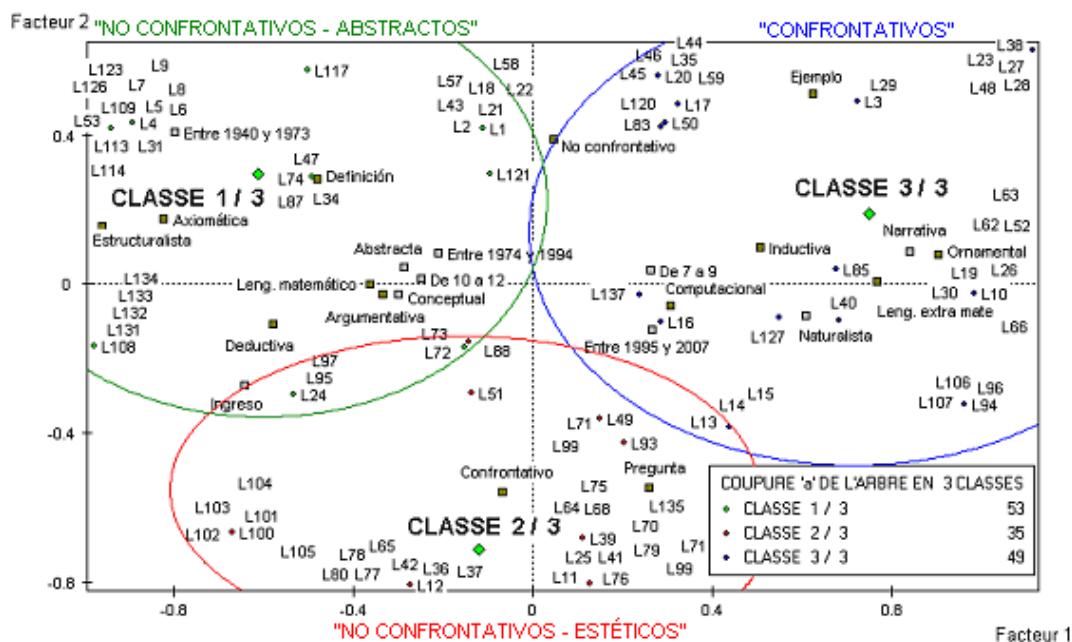 Facteur 2
"NO CONFRONTATIVOS - ABSTRACTOS"
"CONFRONTATIVOS"
L123
L9
L126
L7
L8
L109
L5
L6
L53
L4
Entre 1940 y 1973
L113
L31
L114
L117
L58
L57
L18
L22
L43
L21
L2
L1
L121
L47
L74
Definición
L87
L34
CLASSE 1 / 3
Axiomática
Estructuralista
L44
L46
L35
L45
L20
L59
L120
L17
L83
L50
No confrontativo
Ejemplo
L29
L3
L38
L23
L27
L48
L28
CLASSE 3 / 3
L63
L62
L52
Narrativa
Ornamental
Inductiva
L85
L19
L26
L30
L10
Leng. extra mate
L66
Abstracta
Entre 1974 y 1994
De 10 a 12
Leng. matemático
Conceptual
Argumentativa
L134
L133
L132
L131
L108
Deductiva
De 7 a 9
Computacional
L137
L16
Entre 1995 y 2007
L40
L127
Naturalista
L73
L72
L88
L97
L95
L24
Ingreso
L51
L15
L14
L13
L106
L96
L107
L94
L71
L49
L99
L93
Confrontativo
Pregunta
L75
L135
L64
L68
CLASSE 2 / 3
L104
L103
L101
L102
L100
L105
L78
L65
L80
L77
L42
L36
L37
L12
L39
L70
L25
L41
L79
L71
L99
L11
L76
COUPURE 'a' DE L'ARBRE EN 3 CLASSES
CLASSE 1 / 3 53
CLASSE 2 / 3 35
CLASSE 3 / 3 49
0.4
0
-0.4
-0.8
-0.8
-0.4
0
0.4
0.8
"NO CONFRONTATIVOS - ESTÉTICOS"
Facteur 1